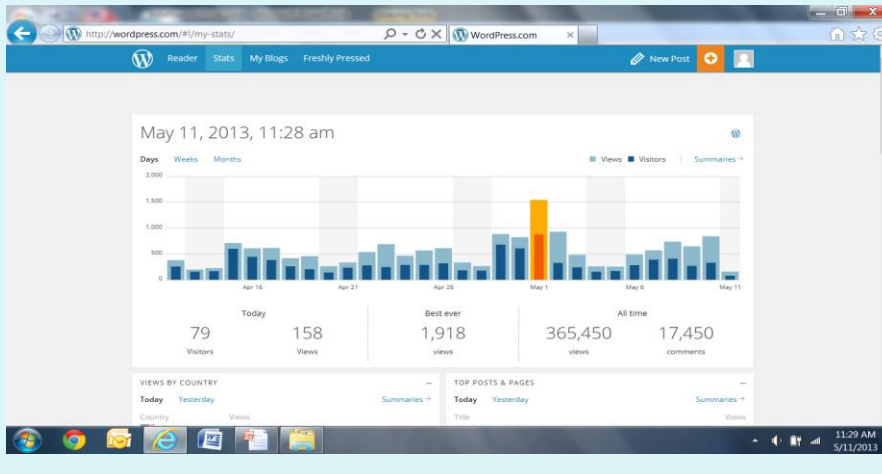 http://wordpress.com/#!/my-stats/
WordPress.com
Reader Stats My Blogs Freshly Pressed New Post
May 11, 2013, 11:28 am
Days Weeks Months Views Visitors Summaries →
2,000
1,500
1,000
500
0
Apr 16 Apr 21 Apr 26 May 1 May 6 May 11
Today Best ever All time
79 158 1,918 365,450 17,450
Visitors Views views views comments
VIEWS BY COUNTRY TOP POSTS & PAGES
Today Yesterday Summaries → Today Yesterday Summaries →
Country Views Title Views
11:29 AM
5/11/2013